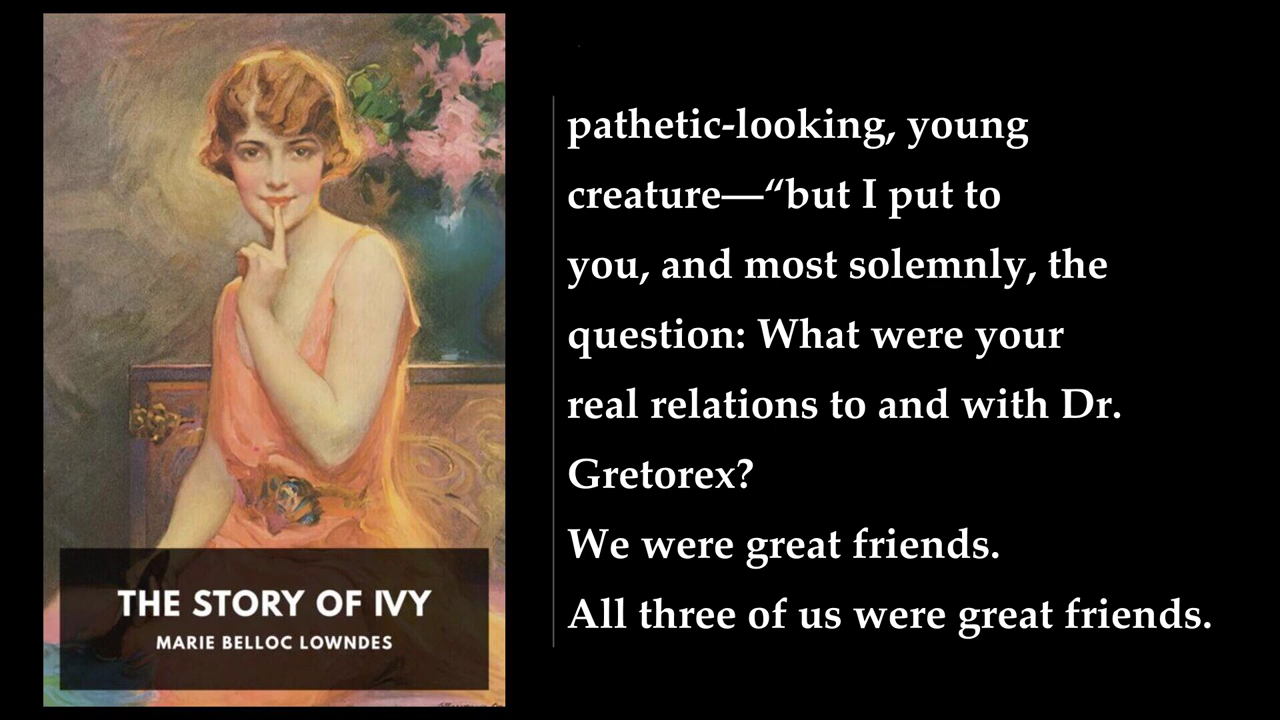 THE STORY OF IVY
MARIE BELLOC LOWNDES
pathetic-looking, young
creature—“but I put to
you, and most solemnly, the
question: What were your
real relations to and with Dr.
Gretorex?
We were great friends.
All three of us were great friends.